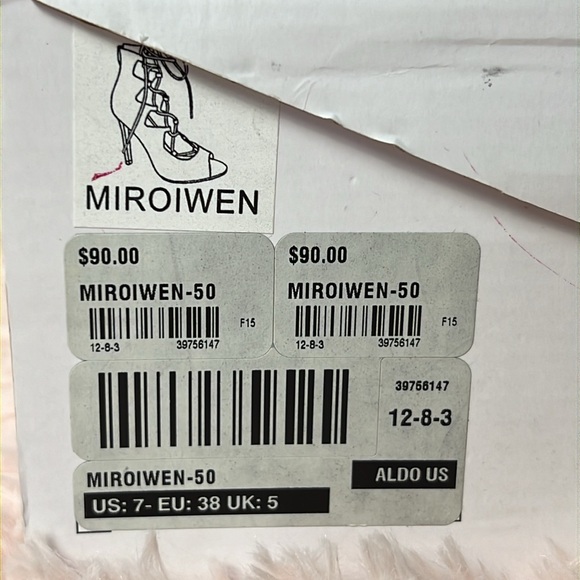 MIROIWEN
$90.00
MIROIWEN-50
F15
12-8-3 39756147
$90.00
MIROIWEN-50
F15
12-8-3 39756147
39756147
12-8-3
MIROIWEN-50
ALDO US
US: 7- EU: 38 UK: 5